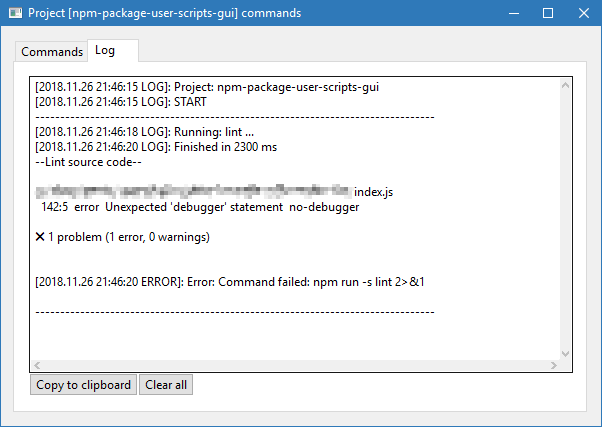 Project [npm-package-user-scripts-gui] commands
Commands
Log
[2018.11.26 21:46:15 LOG]: Project: npm-package-user-scripts-gui
[2018.11.26 21:46:15 LOG]: START
--------------------------------------------------------------------------------
[2018.11.26 21:46:18 LOG]: Running: lint ...
[2018.11.26 21:46:20 LOG]: Finished in 2300 ms
--Lint source code--
index.js
142:5  error  Unexpected 'debugger' statement  no-debugger
✕ 1 problem (1 error, 0 warnings)
[2018.11.26 21:46:20 ERROR]: Error: Command failed: npm run -s lint 2>&1
--------------------------------------------------------------------------------
Copy to clipboard
Clear all